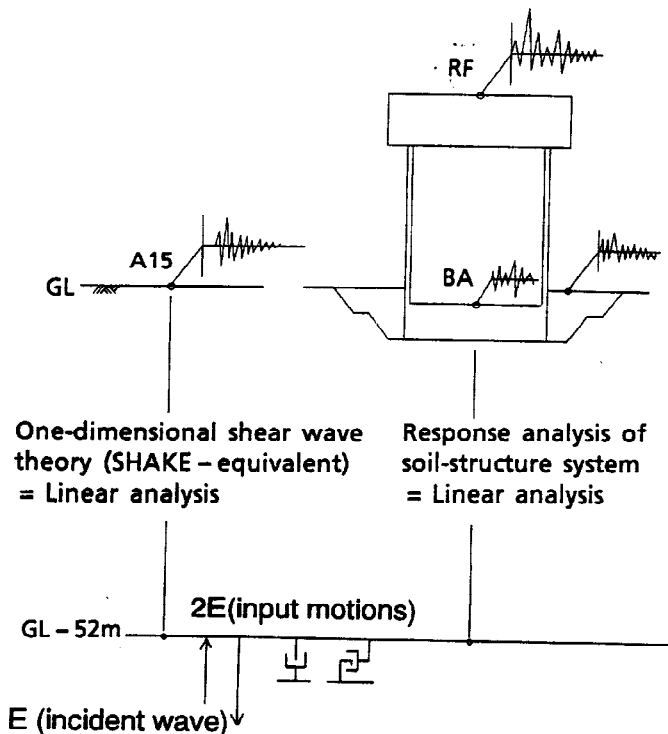 RF
A15
GL
BA
One-dimensional shear wave
theory (SHAKE – equivalent)
= Linear analysis
Response analysis of
soil-structure system
= Linear analysis
2E(input motions)
GL – 52m
E (incident wave)